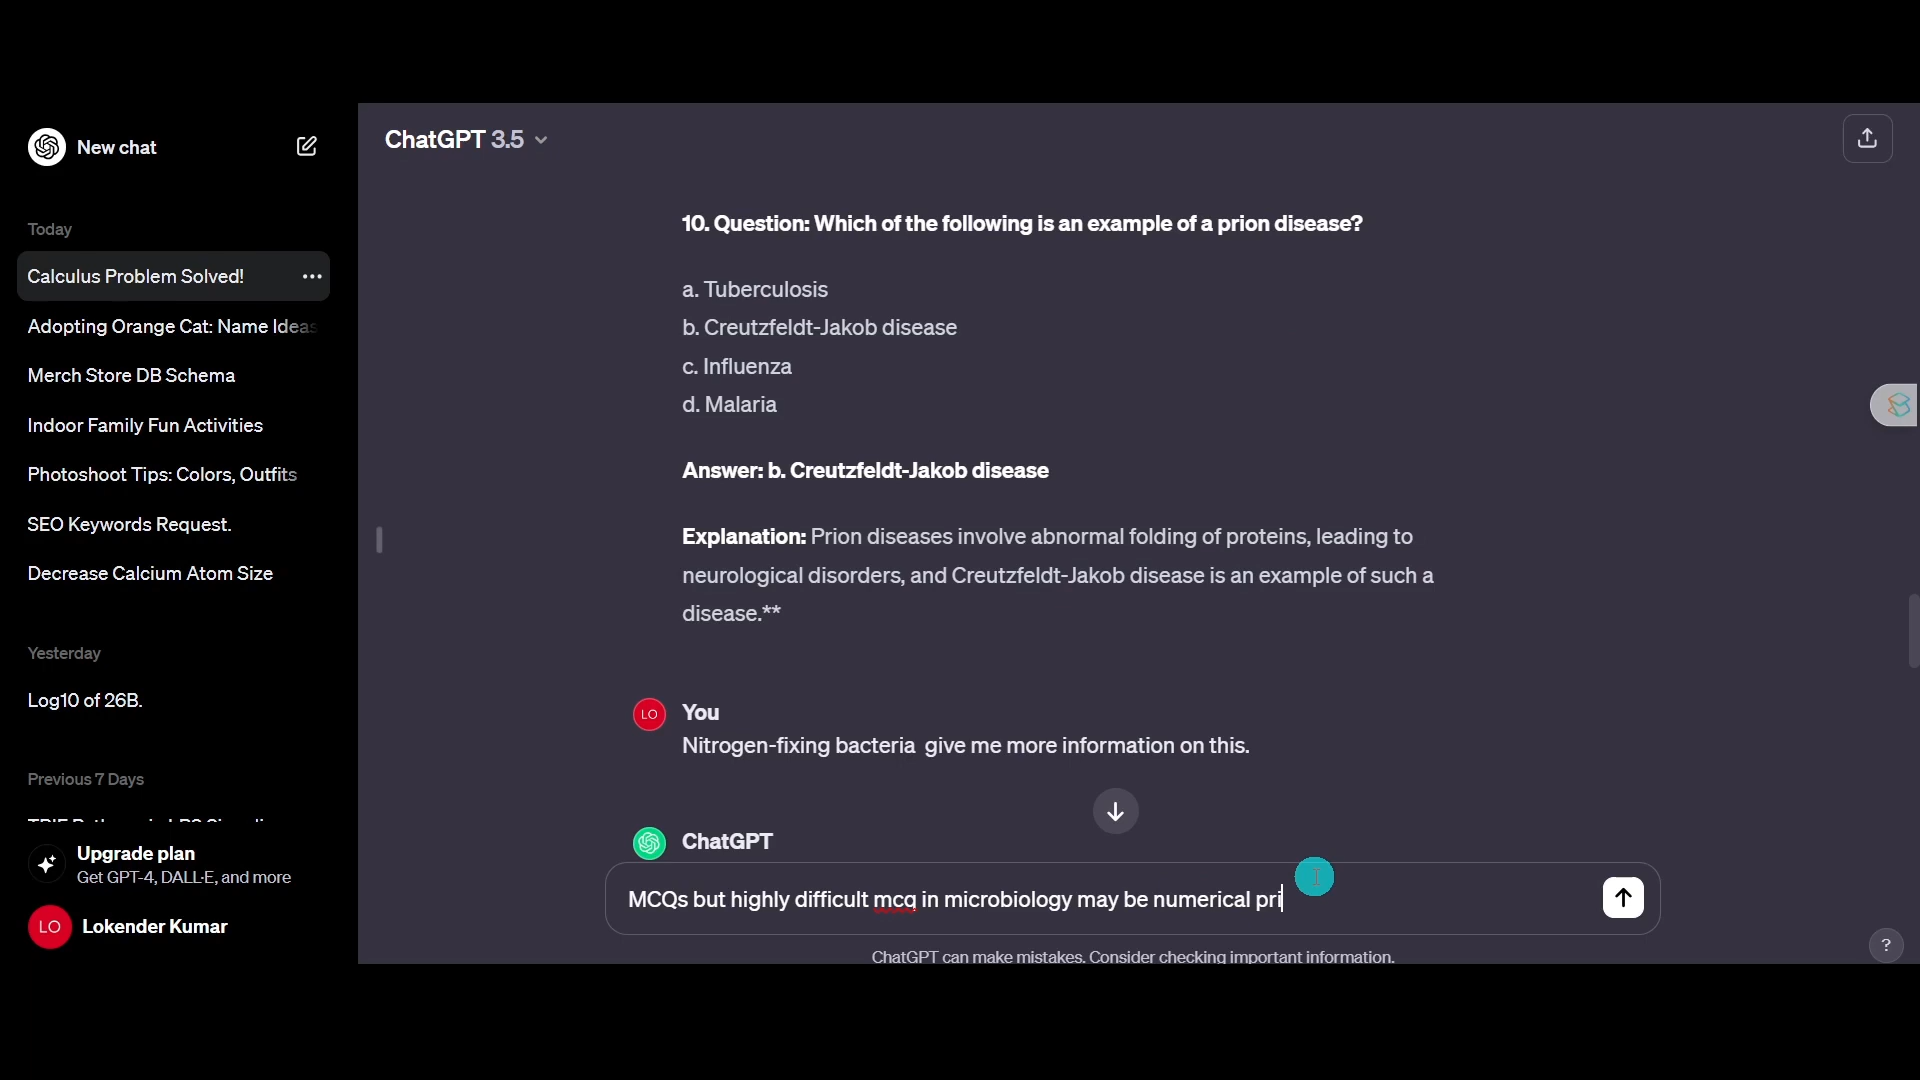 New chat
Today
Calculus Problem Solved!
Adopting Orange Cat: Name Ideas
Merch Store DB Schema
Indoor Family Fun Activities
Photoshoot Tips: Colors, Outfits
SEO Keywords Request.
Decrease Calcium Atom Size
Yesterday
Log10 of 26B.
Previous 7 Days
Upgrade plan
Get GPT-4, DALL·E, and more
LO
Lokender Kumar
ChatGPT 3.5
10. Question: Which of the following is an example of a prion disease?
a. Tuberculosis
b. Creutzfeldt-Jakob disease
c. Influenza
d. Malaria
Answer: b. Creutzfeldt-Jakob disease
Explanation: Prion diseases involve abnormal folding of proteins, leading to
neurological disorders, and Creutzfeldt-Jakob disease is an example of such a
disease.**
LO
You
Nitrogen-fixing bacteria give me more information on this.
ChatGPT
MCQs but highly difficult mcq in microbiology may be numerical pri
ChatGPT can make mistakes. Consider checking important information.
?